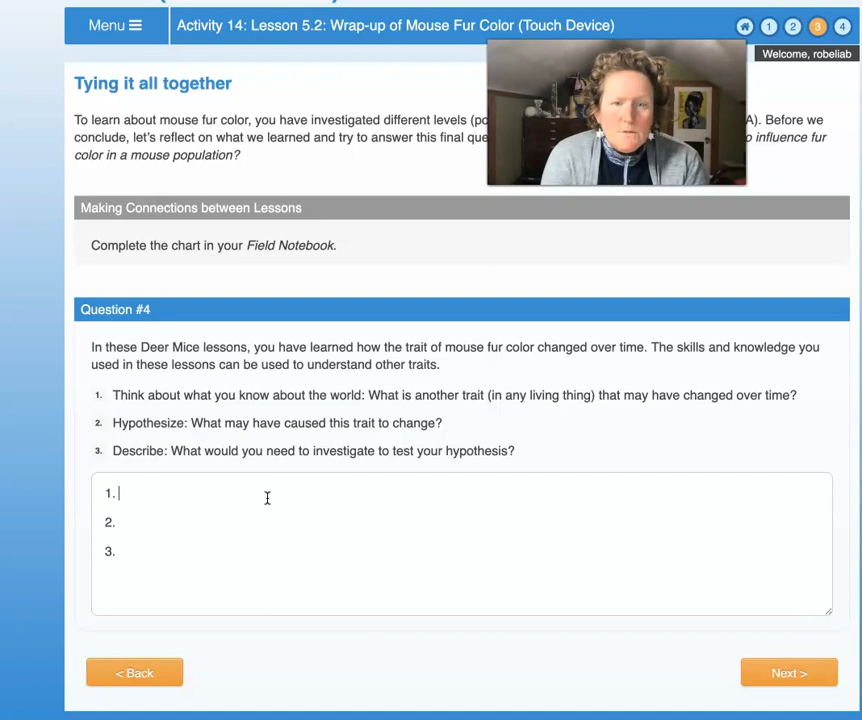 Menu
Activity 14: Lesson 5.2: Wrap-up of Mouse Fur Color (Touch Device)
1 2 3 4
Welcome, robeliab
Tying it all together
To learn about mouse fur color, you have investigated different levels (po A). Before we
conclude, let's reflect on what we learned and try to answer this final que o influence fur
color in a mouse population?
Making Connections between Lessons
Complete the chart in your Field Notebook.
Question #4
In these Deer Mice lessons, you have learned how the trait of mouse fur color changed over time. The skills and knowledge you
used in these lessons can be used to understand other traits.
1. Think about what you know about the world: What is another trait (in any living thing) that may have changed over time?
2. Hypothesize: What may have caused this trait to change?
3. Describe: What would you need to investigate to test your hypothesis?
1.
2.
3.
< Back
Next >